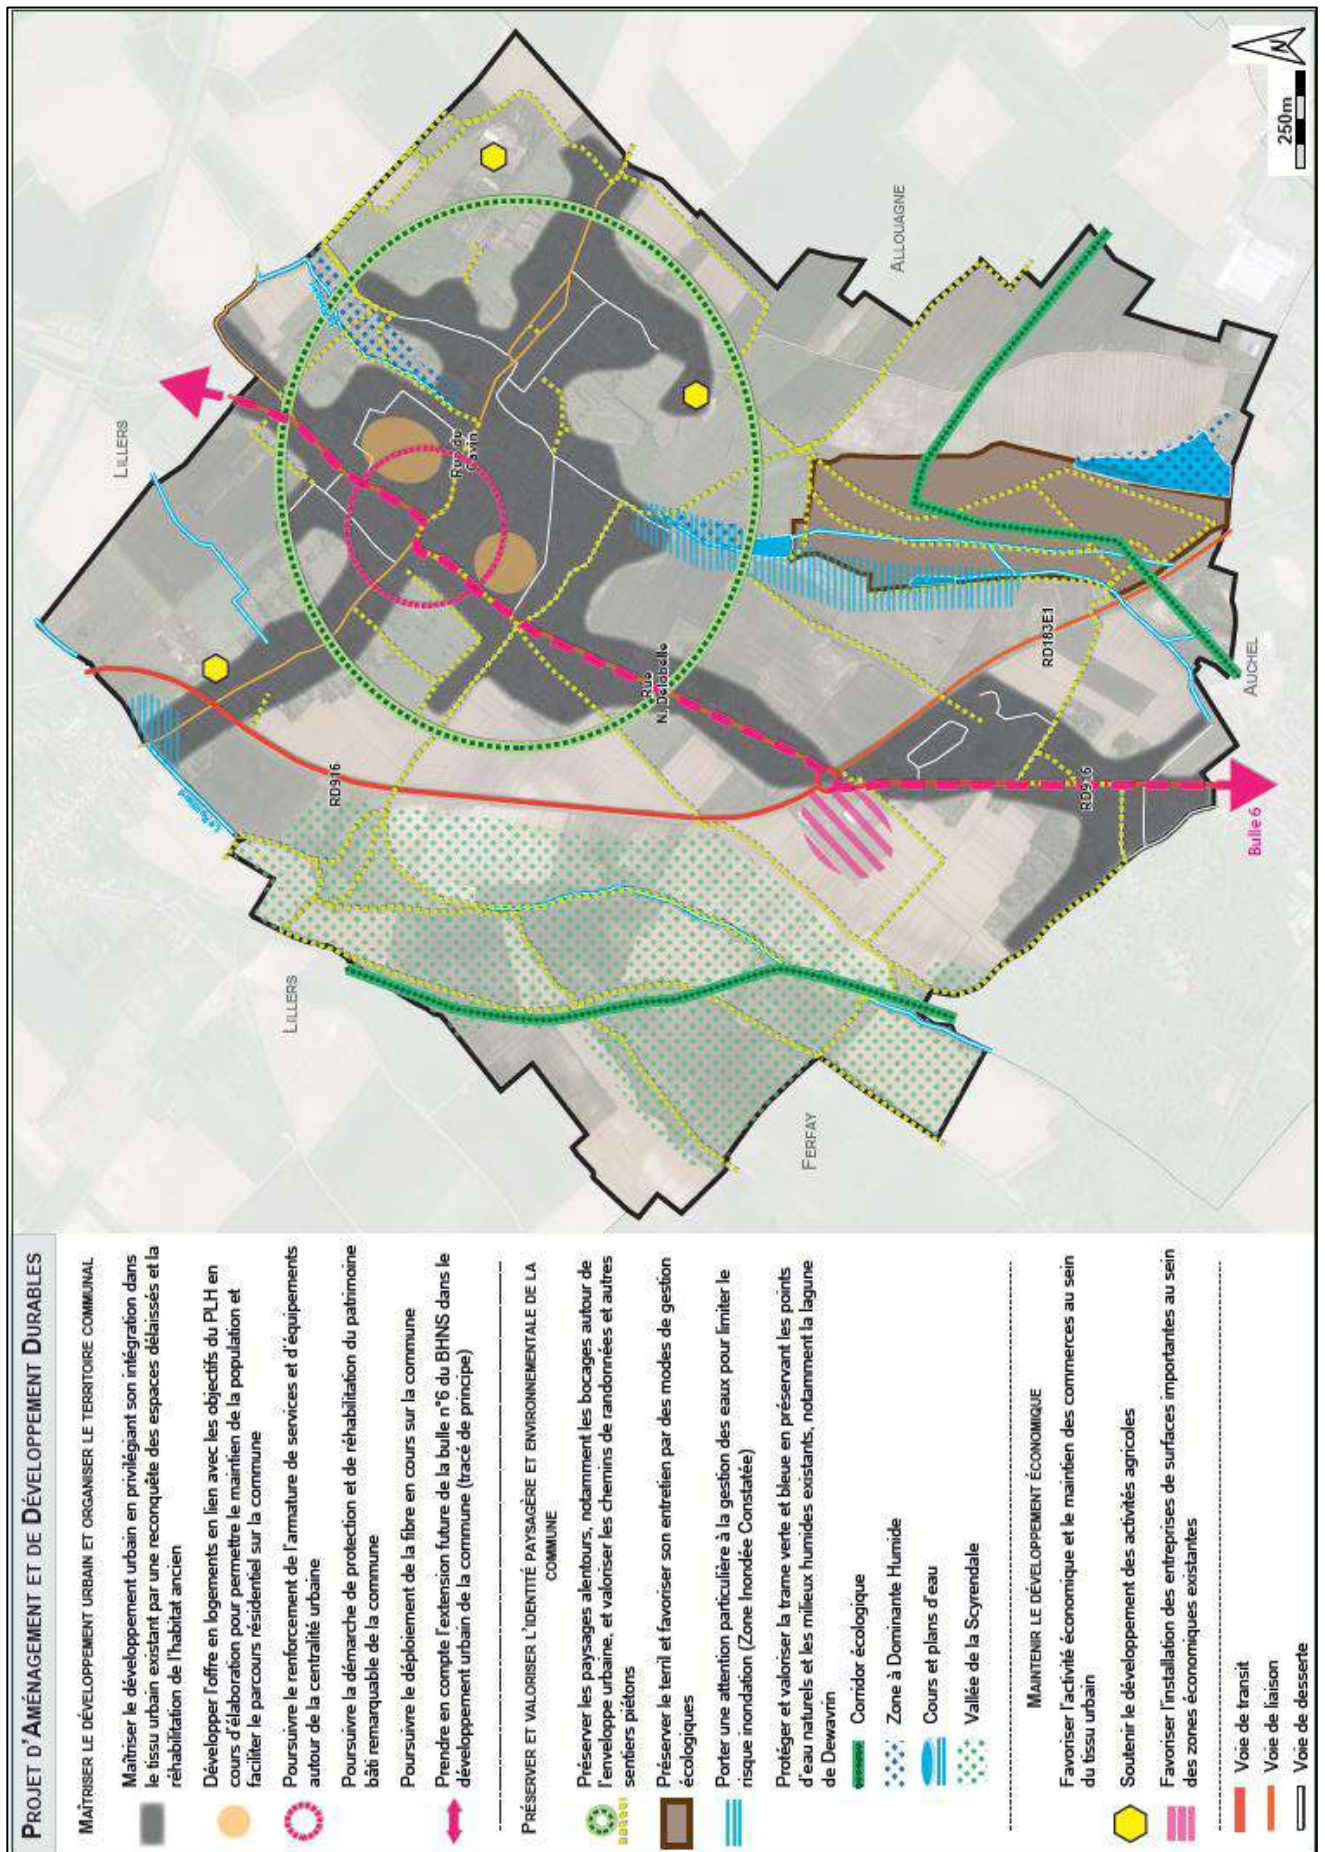 PROJET D'AMÉNAGEMENT ET DE DÉVELOPPEMENT DURABLES
MAÎTRISER LE DÉVELOPPEMENT URBAIN ET ORGANISER LE TERRITOIRE COMMUNAL
Maîtriser le développement urbain en privilégiant son intégration dans
le tissu urbain existant par une reconquête des espaces délaissés et la
réhabilitation de l'habitat ancien
Développer l'offre en logements en lien avec les objectifs du PLH en
cours d'élaboration pour permettre le maintien de la population et
faciliter le parcours résidentiel sur la commune
Poursuivre le renforcement de l'armature de services et d'équipements
autour de la centralité urbaine
Poursuivre la démarche de protection et de réhabilitation du patrimoine
bâti remarquable de la commune
Poursuivre le déploiement de la fibre en cours sur la commune
Prendre en compte l'extension future de la bulle n°6 du BHNS dans le
développement urbain de la commune (tracé de principe)
PRÉSERVER ET VALORISER L'IDENTITÉ PAYSAGÈRE ET ENVIRONNEMENTALE DE LA
COMMUNE
Préserver les paysages alentours, notamment les bocages autour de
l'enveloppe urbaine, et valoriser les chemins de randonnées et autres
sentiers piétons
Préserver le terril et favoriser son entretien par des modes de gestion
écologiques
Porter une attention particulière à la gestion des eaux pour limiter le
risque inondation (Zone Inondée Constatée)
Protéger et valoriser la trame verte et bleue en préservant les points
d'eau naturels et les milieux humides existants, notamment la lagune
de Dewavrin
Corridor écologique
Zone à Dominante Humide
Cours et plans d'eau
Vallée de la Scyrendale
MAINTENIR LE DÉVELOPPEMENT ÉCONOMIQUE
Favoriser l'activité économique et le maintien des commerces au sein
du tissu urbain
Soutenir le développement des activités agricoles
Favoriser l'installation des entreprises de surfaces importantes au sein
des zones économiques existantes
Voie de transit
Voie de liaison
Voie de desserte
LILLERS
LILLERS
FERFAY
AUCHEL
ALLOUAGNE
RD916
RD916
RD183E1
Rue
N. Delobelle
Rue du
Cavin
Bulle 6
250m
N